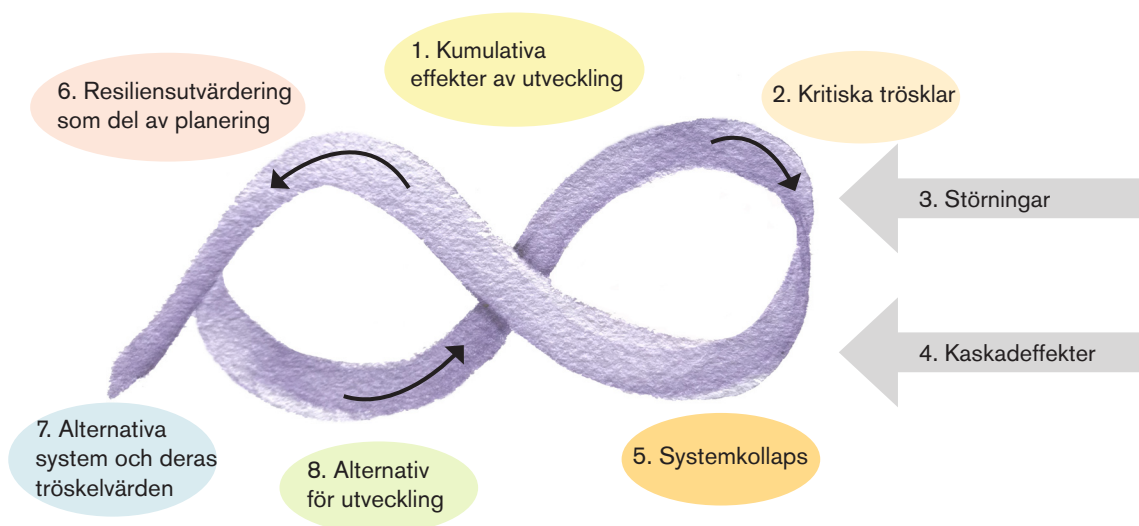 1. Kumulativa
effekter av utveckling
2. Kritiska trösklar
3. Störningar
4. Kaskadeffekter
5. Systemkollaps
6. Resiliensutvärdering
som del av planering
7. Alternativa
system och deras
tröskelvärden
8. Alternativ
för utveckling